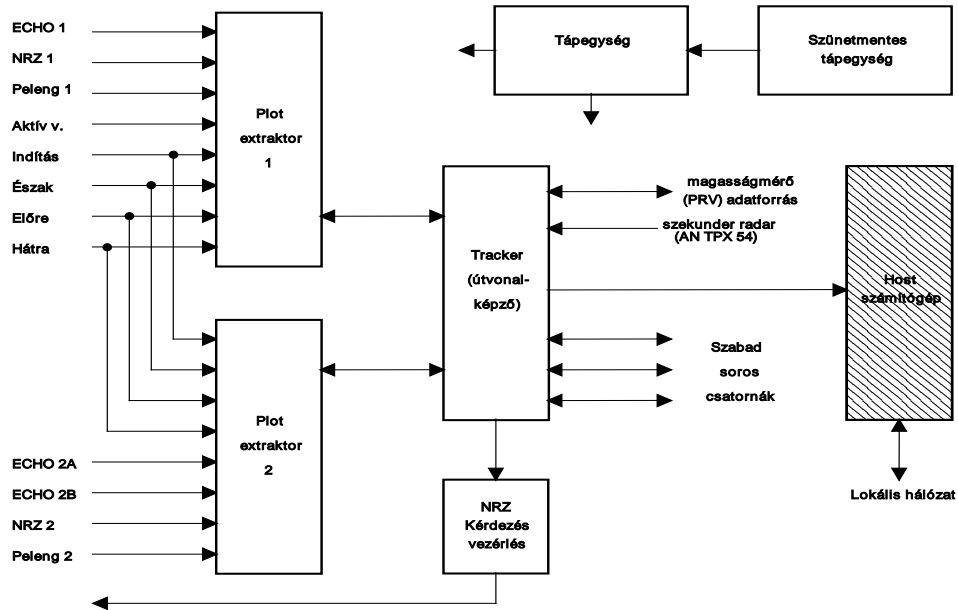 ECHO 1
NRZ 1
Peleng 1
Aktív v.
Indítás
Észak
Előre
Hátra
Plot
extraktor
1
Tápegység
Szünetmentes
tápegység
Tracker
(útvonal-
képző)
magasságmérő
(PRV) adatforrás
szekunder radar
(AN TPX 54)
Szabad
soros
csatornák
Host
számítógép
Lokális hálózat
Plot
extraktor
2
ECHO 2A
ECHO 2B
NRZ 2
Peleng 2
NRZ
Kérdezés
vezérlés